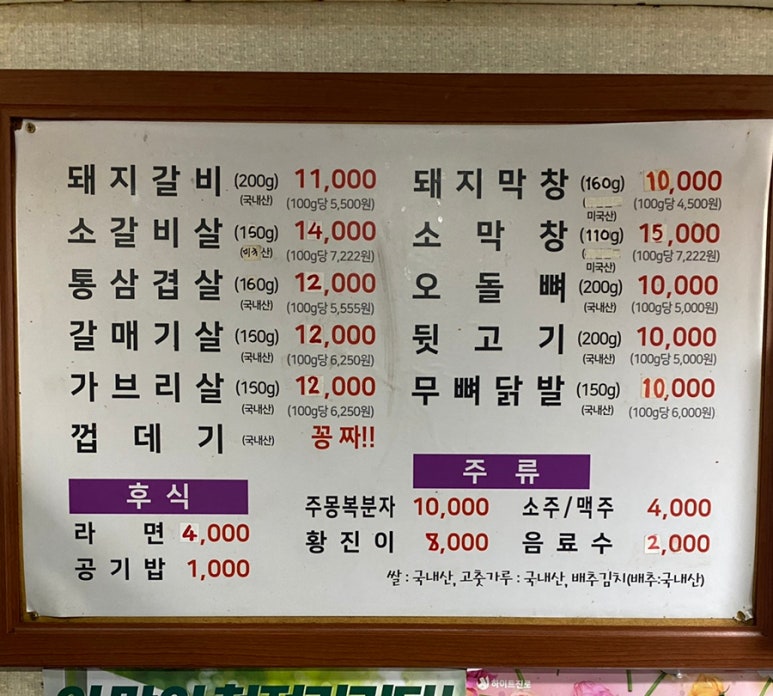 돼지갈비 (200g) 11,000
(국내산) (100g당 5,500원)
소갈비살 (160g) 14,000
(미국산) (100g당 7,222원)
통삼겹살 (160g) 12,000
(국내산) (100g당 5,555원)
갈매기살 (150g) 12,000
(국내산) (100g당 6,250원)
가브리살 (150g) 12,000
(국내산) (100g당 6,250원)
껍데기 (국내산) 꽁짜!!
돼지막창 (160g) 10,000
미국산 (100g당 4,500원)
소막창 (110g) 15,000
미국산 (100g당 7,222원)
오돌뼈 (200g) 10,000
(국내산) (100g당 5,000원)
뒷고기 (200g) 10,000
(국내산) (100g당 5,000원)
무뼈닭발 (150g) 10,000
(국내산) (100g당 6,000원)
후식
라면 4,000
공기밥 1,000
주류
주몽복분자 10,000 소주/맥주 4,000
황진이 8,000 음료수 2,000
쌀 : 국내산, 고춧가루 : 국내산, 배추김치(배추:국내산)
하이트진로